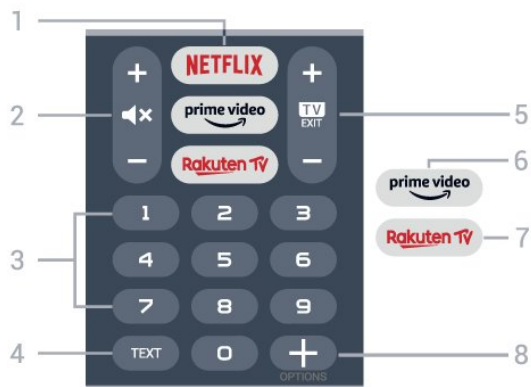 1
+
NETFLIX
+
2
prime video
TV
EXIT
5
−
Rakuten TV
−
6
prime video
3
1 2 3
Rakuten TV
7
4 5 6
7 8 9
4
TEXT
0
+
OPTIONS
8